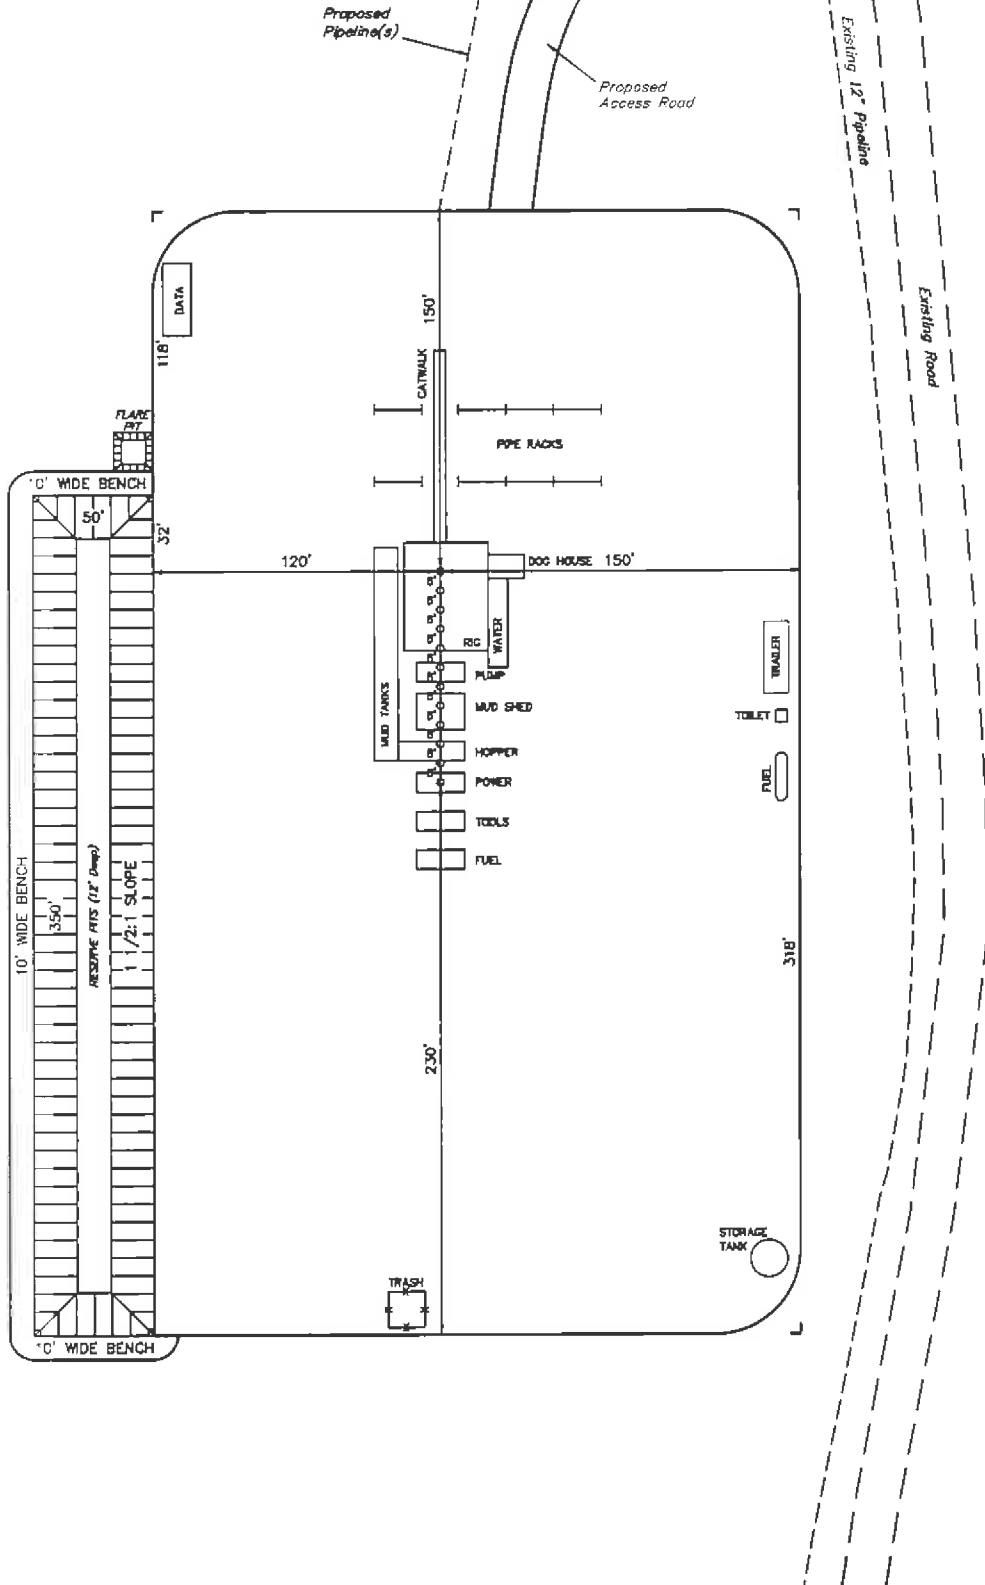 Proposed
Pipeline(s)
Proposed
Access Road
Existing 12" Pipeline
Existing Road
DATA
150'
118'
CATWALK
FLARE
PIT
PIPE RACKS
10' WIDE BENCH
50'
32'
120'
DOG HOUSE 150'
RIG
WATER
PUMP
MUD TANKS
MUD SHED
HOPPER
POWER
TOOLS
FUEL
TRAILER
TOILET
FUEL
10' WIDE BENCH
350'
RESERVE PITS (12' Deep)
1 1/2:1 SLOPE
318'
230'
STORAGE
TANK
TRASH
10' WIDE BENCH